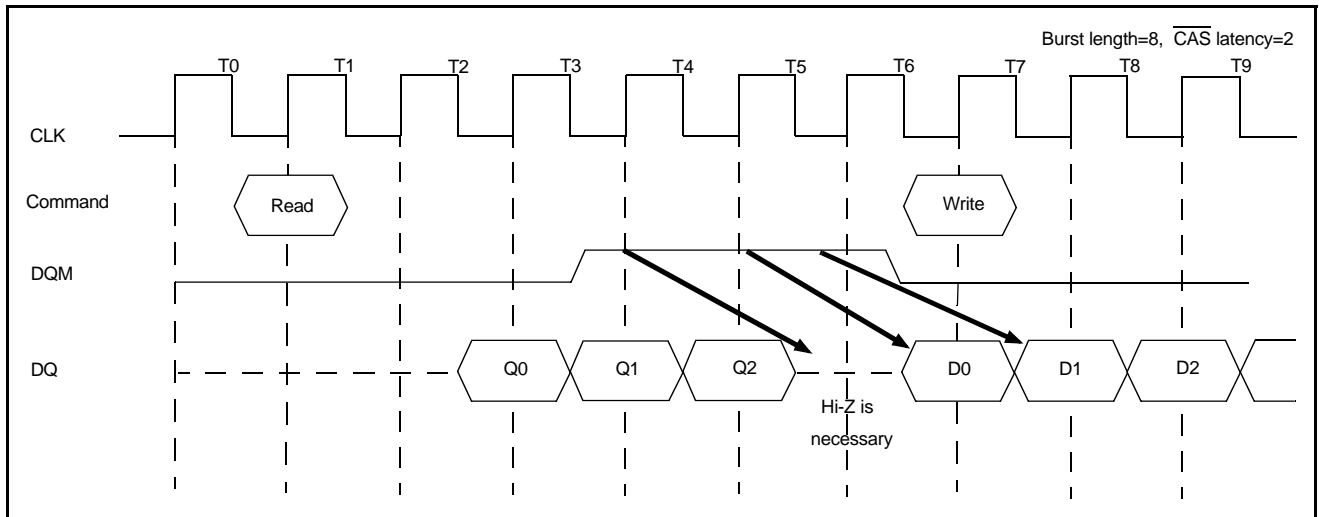 Burst length=8, CAS latency=2
T0 T1 T2 T3 T4 T5 T6 T7 T8 T9
CLK
Command Read Write
DQM
DQ Q0 Q1 Q2 D0 D1 D2
Hi-Z is
necessary